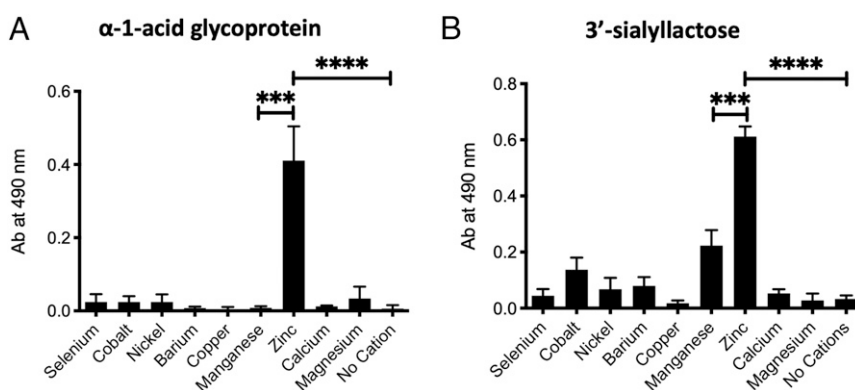 A
α-1-acid glycoprotein
****
***
0.6
0.4
0.2
0.0
Ab at 490 nm
Selenium
Cobalt
Nickel
Barium
Copper
Manganese
Zinc
Calcium
Magnesium
No Cation
B
3’-sialyllactose
****
***
0.8
0.6
0.4
0.2
0.0
Ab at 490 nm
Selenium
Cobalt
Nickel
Barium
Copper
Manganese
Zinc
Calcium
Magnesium
No Cations